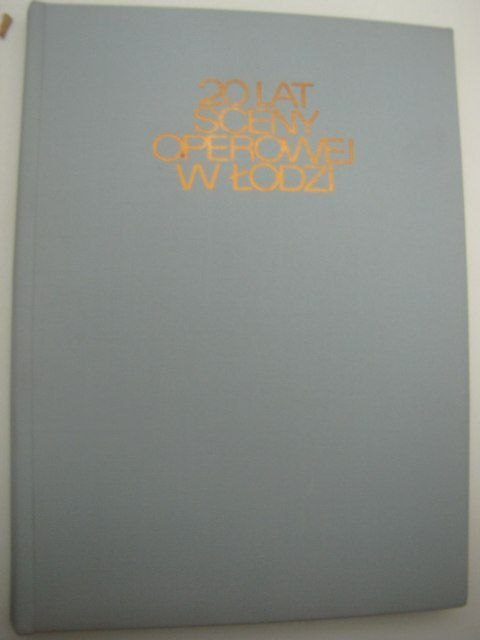 20 LAT
SCENY
OPEROWEJ
W ŁODZI